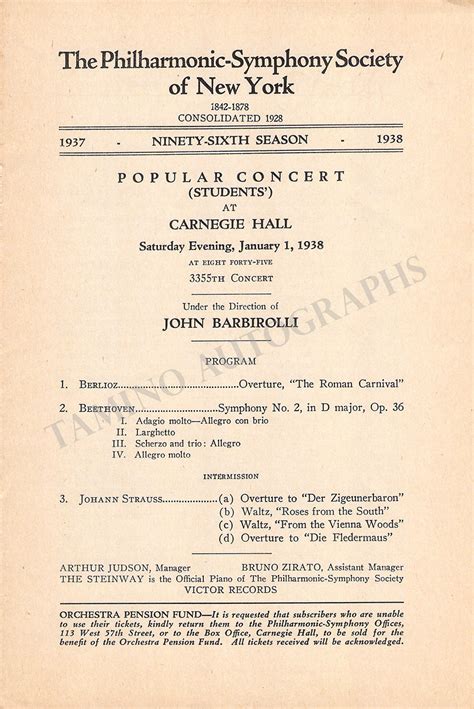 The Philharmonic-Symphony Society
of New York
1842-1878
CONSOLIDATED 1928
1937 - NINETY-SIXTH SEASON - 1938
POPULAR CONCERT
(STUDENTS')
AT
CARNEGIE HALL
Saturday Evening, January 1, 1938
AT EIGHT FORTY-FIVE
3355TH CONCERT
Under the Direction of
JOHN BARBIROLLI
PROGRAM
1. BERLIOZ..............................Overture, "The Roman Carnival"
2. BEETHOVEN.....................Symphony No. 2, in D major, Op. 36
I. Adagio molto—Allegro con brio
II. Larghetto
III. Scherzo and trio: Allegro
IV. Allegro molto
INTERMISSION
3. JOHANN STRAUSS.............(a) Overture to "Der Zigeunerbaron"
(b) Waltz, "Roses from the South"
(c) Waltz, "From the Vienna Woods"
(d) Overture to "Die Fledermaus"
ARTHUR JUDSON, Manager BRUNO ZIRATO, Assistant Manager
THE STEINWAY is the Official Piano of The Philharmonic-Symphony Society
VICTOR RECORDS
ORCHESTRA PENSION FUND—It is requested that subscribers who are unable
to use their tickets, kindly return them to the Philharmonic-Symphony Offices,
113 West 57th Street, or to the Box Office, Carnegie Hall, to be sold for the
benefit of the Orchestra Pension Fund. All tickets received will be acknowledged.
TAMINO AUTOGRAPHS